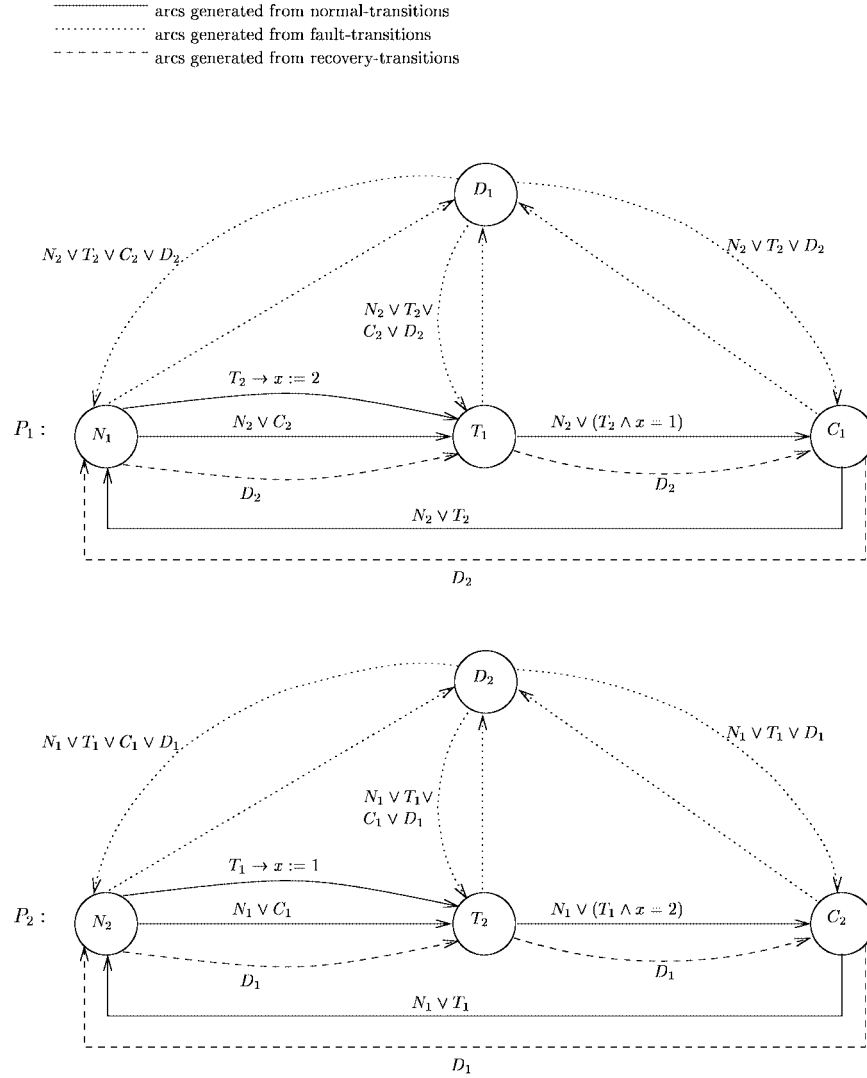 arcs generated from normal-transitions
arcs generated from fault-transitions
arcs generated from recovery-transitions
D₁
N₂ ∨ T₂ ∨ C₂ ∨ D₂
N₂ ∨ T₂ ∨ D₂
N₂ ∨ T₂∨
C₂ ∨ D₂
T₂ → x := 2
P₁ :
N₁
N₂ ∨ C₂
T₁
N₂ ∨ (T₂ ∧ x = 1)
C₁
D₂
D₂
N₂ ∨ T₂
D₂
D₂
N₁ ∨ T₁ ∨ C₁ ∨ D₁
N₁ ∨ T₁ ∨ D₁
N₁ ∨ T₁∨
C₁ ∨ D₁
T₁ → x := 1
P₂ :
N₂
N₁ ∨ C₁
T₂
N₁ ∨ (T₁ ∧ x = 2)
C₂
D₁
D₁
N₁ ∨ T₁
D₁